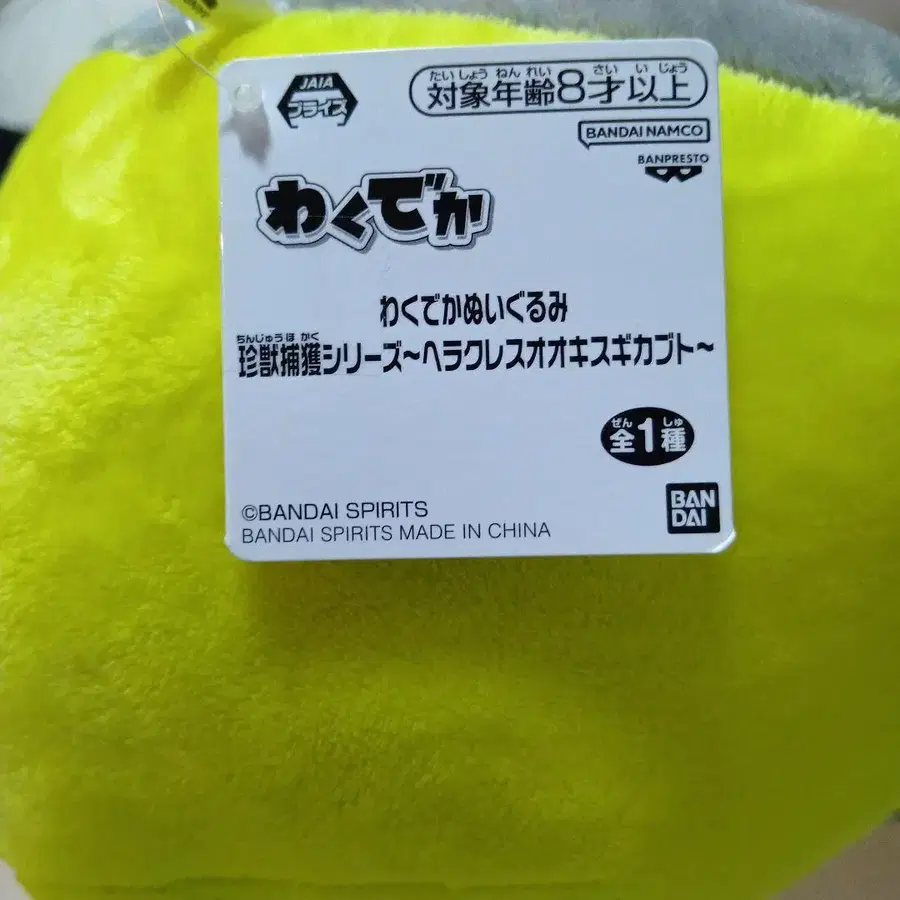 JAIA
プライズ
たいしょうねんれい さい いじょう
対象年齢8才以上
BANDAI NAMCO
BANPRESTO
わくでか
わくでかぬいぐるみ
ちんじゅうほかく
珍獣捕獲シリーズ～ヘラクレスオオキスギカブト～
ぜん しゅ
全1種
©BANDAI SPIRITS
BANDAI SPIRITS MADE IN CHINA
BAN
DAI